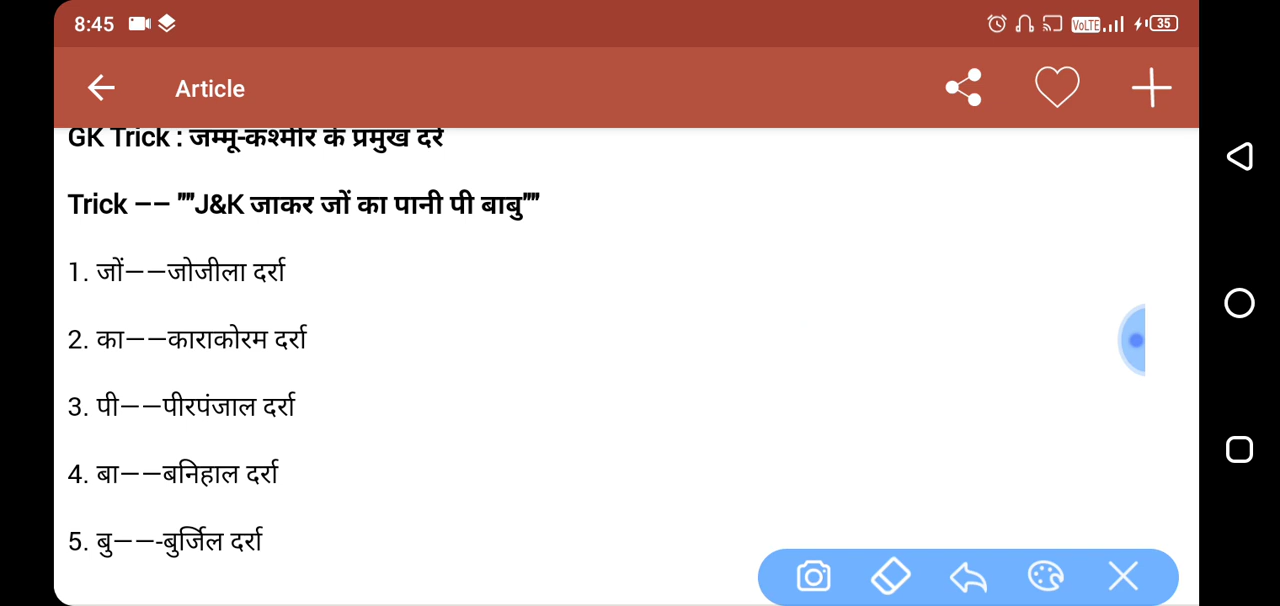 8:45
VoLTE
35
Article
GK Trick : जम्मू-कश्मीर के प्रमुख दर्रे
Trick –– ""J&K जाकर जों का पानी पी बाबु""
1. जों––जोजीला दर्रा
2. का––काराकोरम दर्रा
3. पी––पीरपंजाल दर्रा
4. बा––बनिहाल दर्रा
5. बु––-बुर्जिल दर्रा